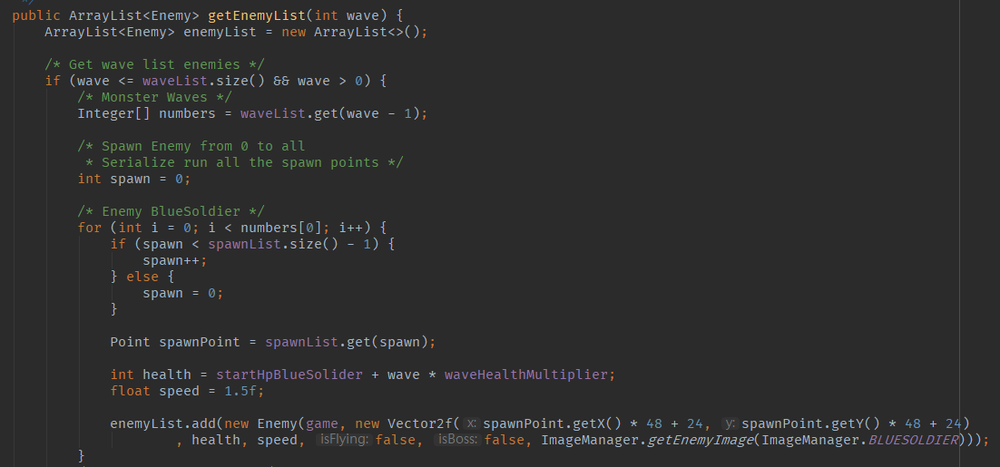 */
public ArrayList<Enemy> getEnemyList(int wave) {
ArrayList<Enemy> enemyList = new ArrayList<>();
/* Get wave list enemies */
if (wave <= waveList.size() && wave > 0) {
/* Monster Waves */
Integer[] numbers = waveList.get(wave - 1);
/* Spawn Enemy from 0 to all
* Serialize run all the spawn points */
int spawn = 0;
/* Enemy BlueSoldier */
for (int i = 0; i < numbers[0]; i++) {
if (spawn < spawnList.size() - 1) {
spawn++;
} else {
spawn = 0;
}
Point spawnPoint = spawnList.get(spawn);
int health = startHpBlueSolider + wave * waveHealthMultiplier;
float speed = 1.5f;
enemyList.add(new Enemy(game, new Vector2f( x: spawnPoint.getX() * 48 + 24, y: spawnPoint.getY() * 48 + 24)
, health, speed, isFlying: false, isBoss: false, ImageManager.getEnemyImage(ImageManager.BLUESOLDIER)));
}